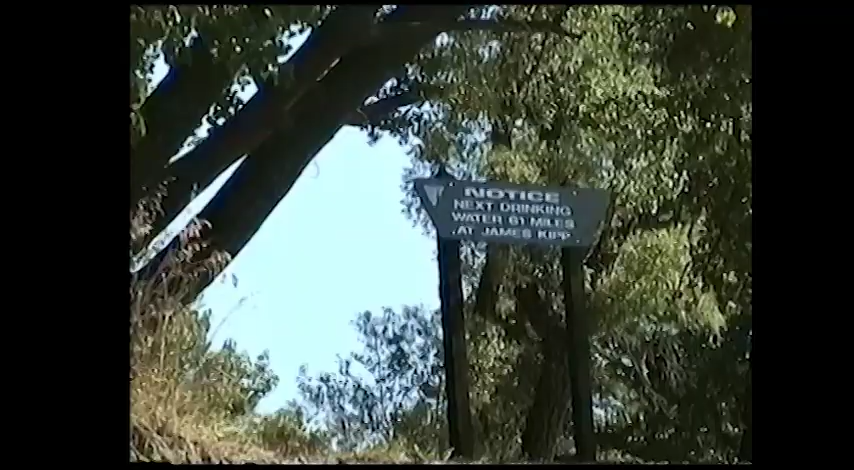 NOTICE
NEXT DRINKING
WATER 61 MILES
AT JAMES KIPP